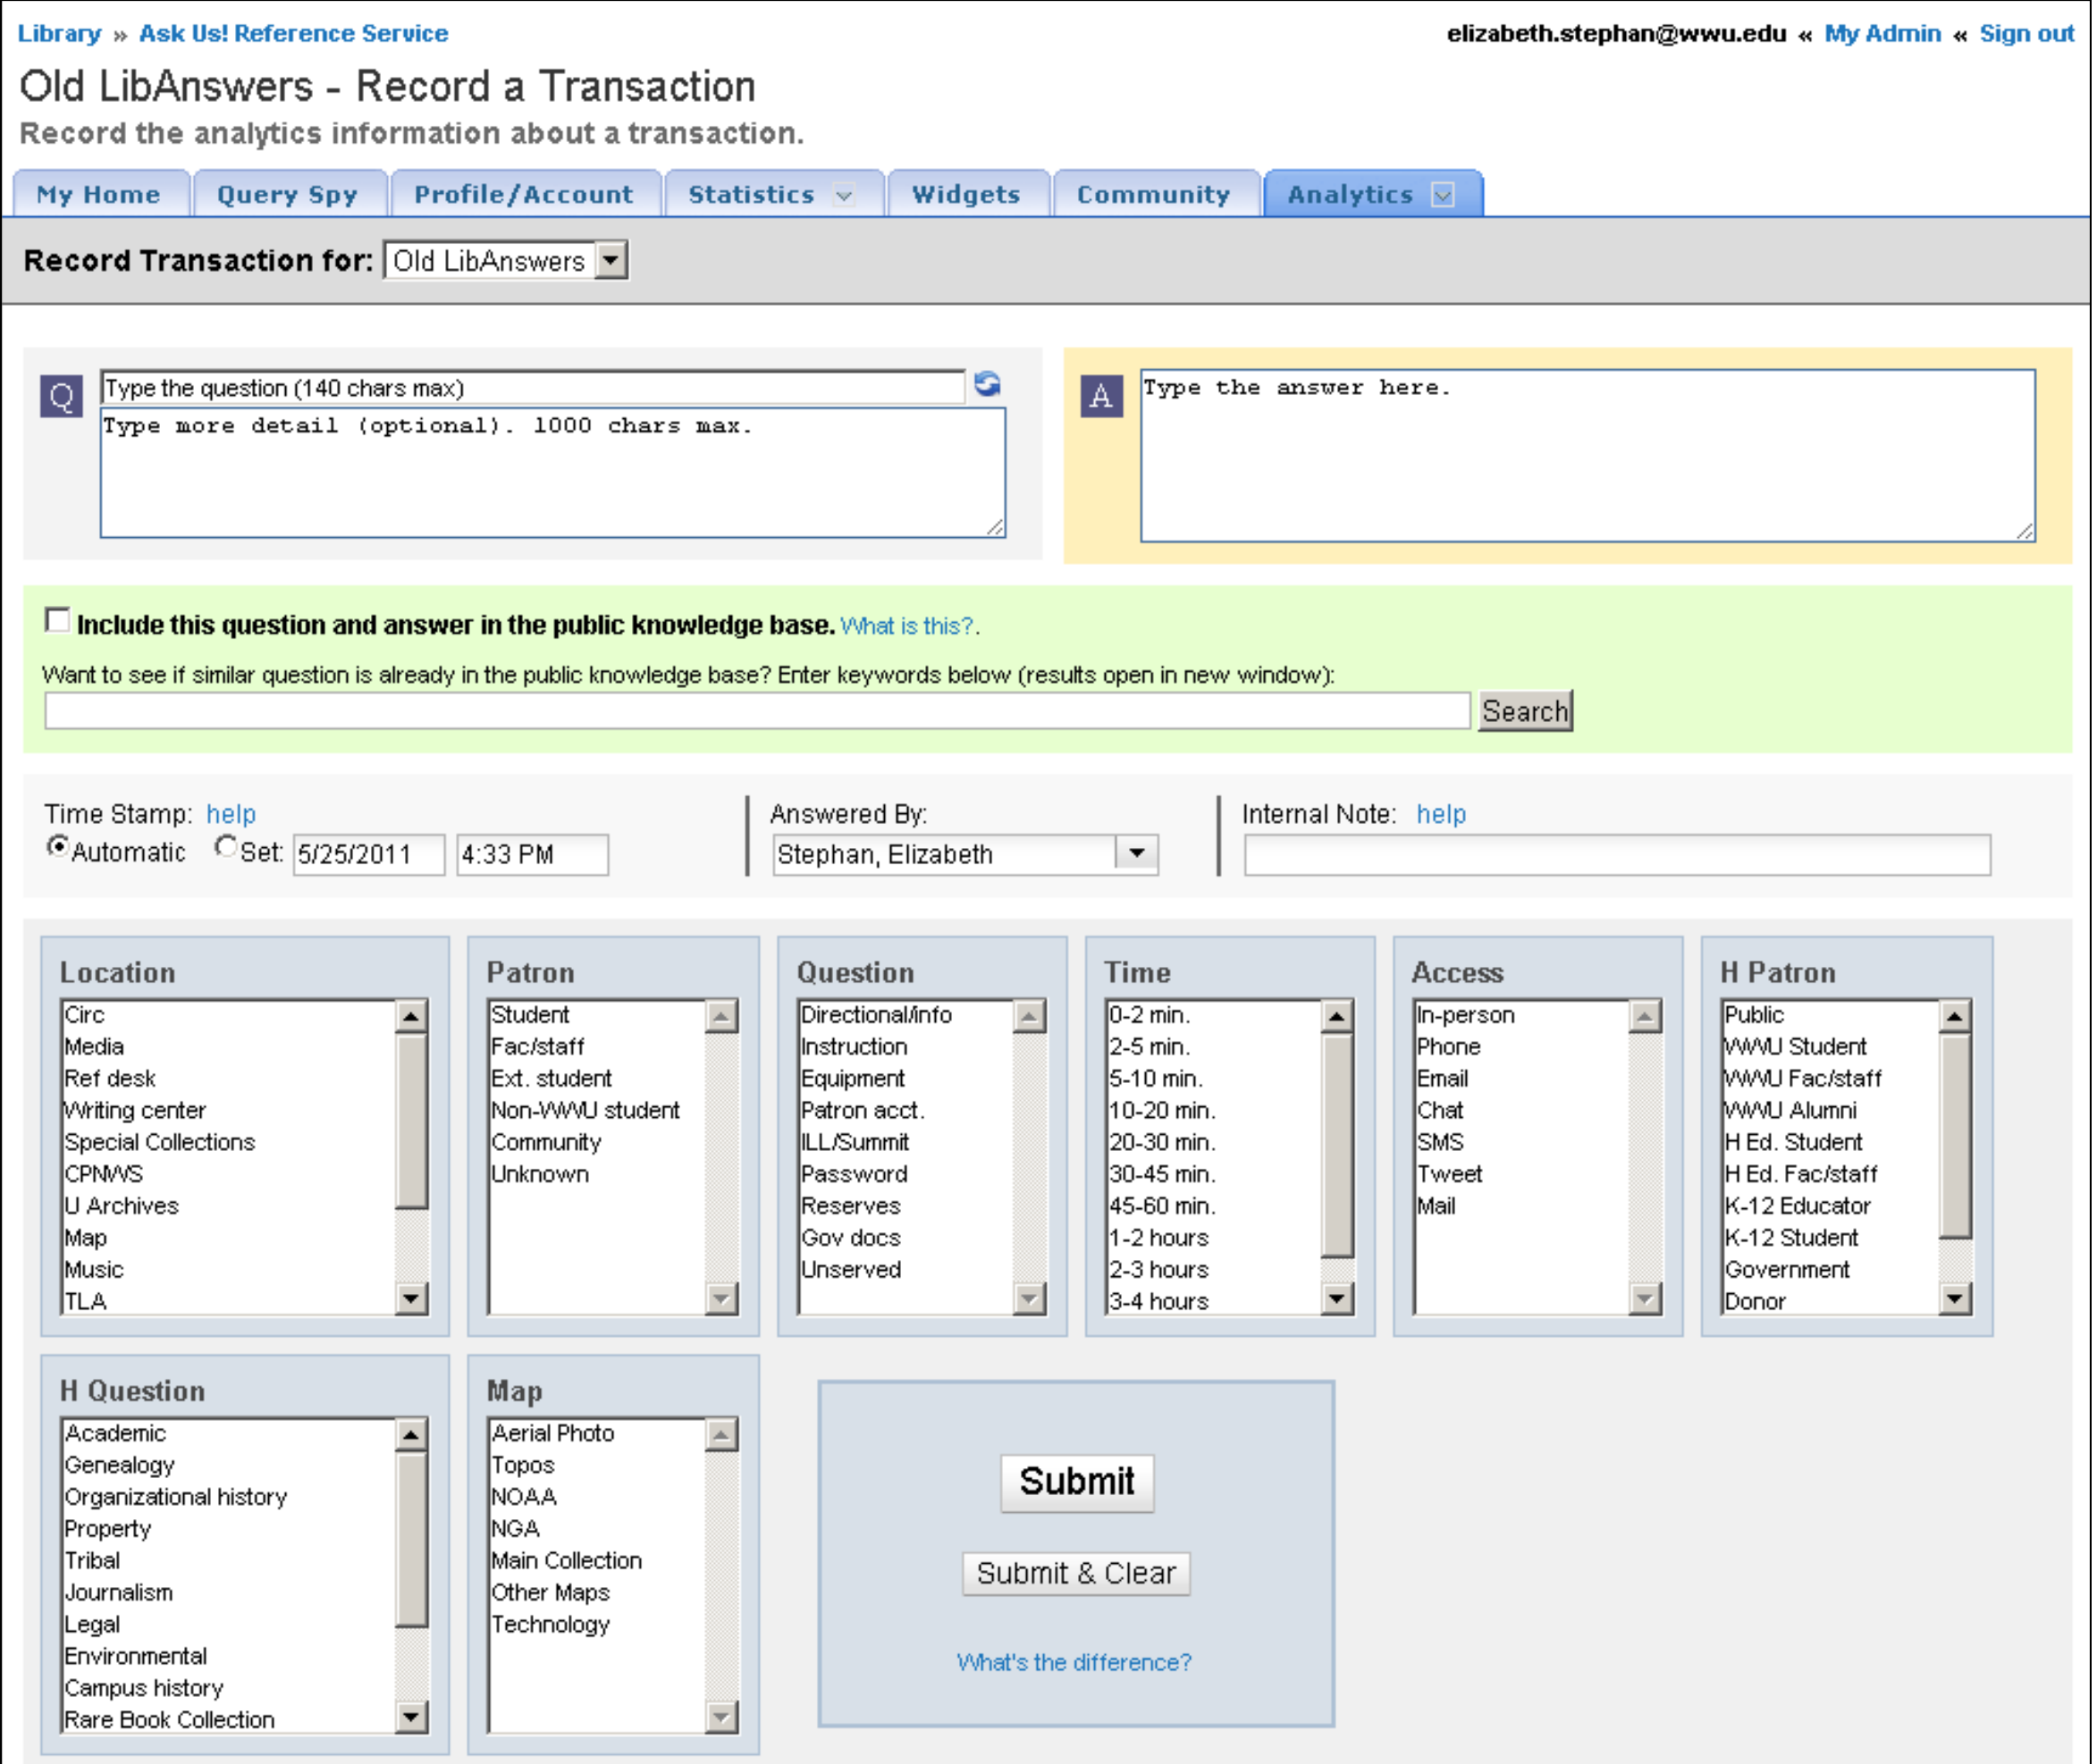 Library » Ask Us! Reference Service
elizabeth.stephan@wwu.edu « My Admin « Sign out
Old LibAnswers - Record a Transaction
Record the analytics information about a transaction.
My Home Query Spy Profile/Account Statistics Widgets Community Analytics
Record Transaction for: Old LibAnswers
Q
Type the question (140 chars max)
Type more detail (optional). 1000 chars max.
A
Type the answer here.
Include this question and answer in the public knowledge base. What is this?.
Want to see if similar question is already in the public knowledge base? Enter keywords below (results open in new window):
Search
Time Stamp: help
Automatic Set: 5/25/2011 4:33 PM
Answered By:
Stephan, Elizabeth
Internal Note: help
Location
Circ
Media
Ref desk
Writing center
Special Collections
CPNWS
U Archives
Map
Music
TLA
Patron
Student
Fac/staff
Ext. student
Non-WWU student
Community
Unknown
Question
Directional/info
Instruction
Equipment
Patron acct.
ILL/Summit
Password
Reserves
Gov docs
Unserved
Time
0-2 min.
2-5 min.
5-10 min.
10-20 min.
20-30 min.
30-45 min.
45-60 min.
1-2 hours
2-3 hours
3-4 hours
Access
In-person
Phone
Email
Chat
SMS
Tweet
Mail
H Patron
Public
WWU Student
WWU Fac/staff
WWU Alumni
H Ed. Student
H Ed. Fac/staff
K-12 Educator
K-12 Student
Government
Donor
H Question
Academic
Genealogy
Organizational history
Property
Tribal
Journalism
Legal
Environmental
Campus history
Rare Book Collection
Map
Aerial Photo
Topos
NOAA
NGA
Main Collection
Other Maps
Technology
Submit
Submit & Clear
What's the difference?